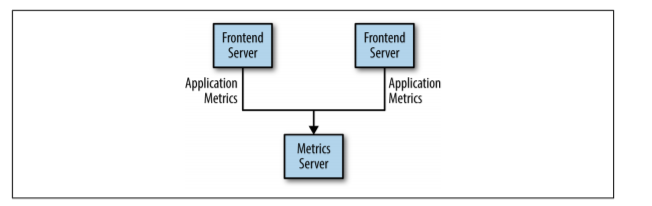 Frontend
Server
Frontend
Server
Application
Metrics
Application
Metrics
Metrics
Server